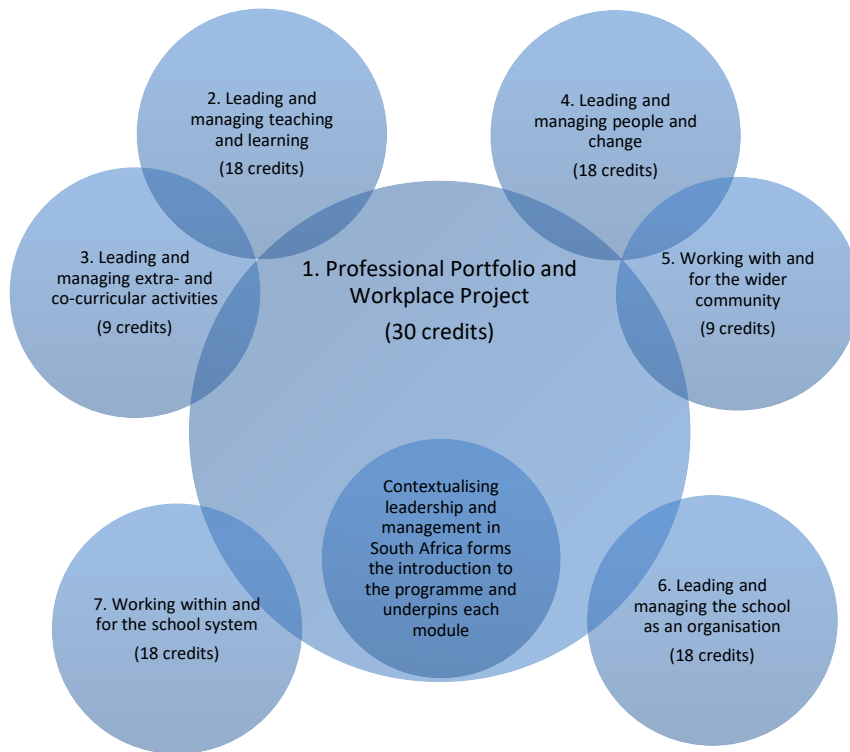 2. Leading and
managing teaching
and learning
(18 credits)
4. Leading and
managing people and
change
(18 credits)
3. Leading and
managing extra- and
co-curricular activities
(9 credits)
1. Professional Portfolio and
Workplace Project
(30 credits)
5. Working with and
for the wider
community
(9 credits)
Contextualising
leadership and
management in
South Africa forms
the introduction to
the programme and
underpins each
module
7. Working within and
for the school system
(18 credits)
6. Leading and
managing the school
as an organisation
(18 credits)